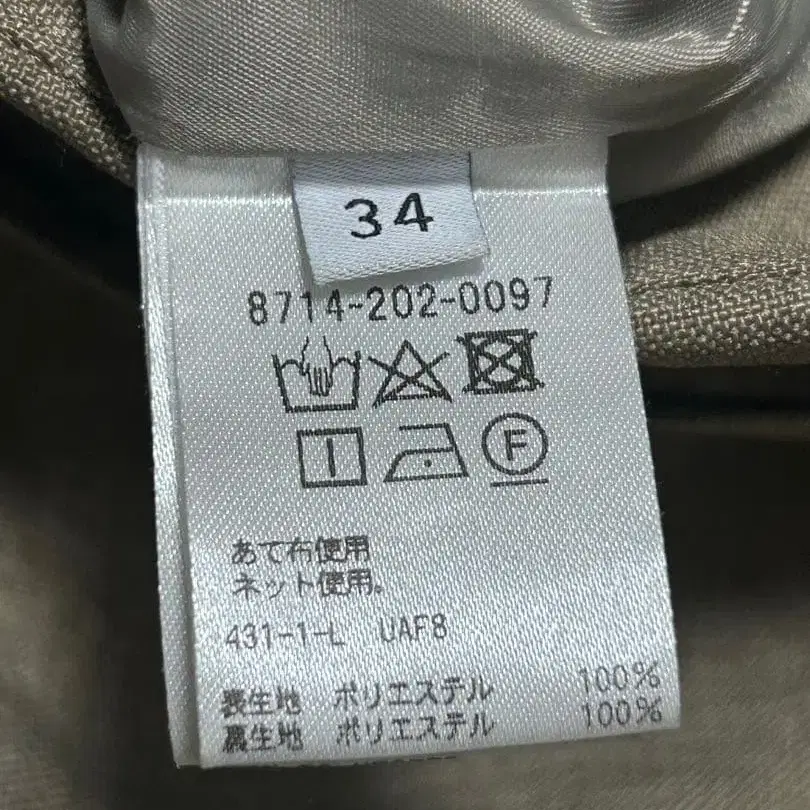 34
8714-202-0097
F
あて布使用
ネット使用。
431-1-L UAF8
表生地 ポリエステル 100%
裏生地 ポリエステル 100%